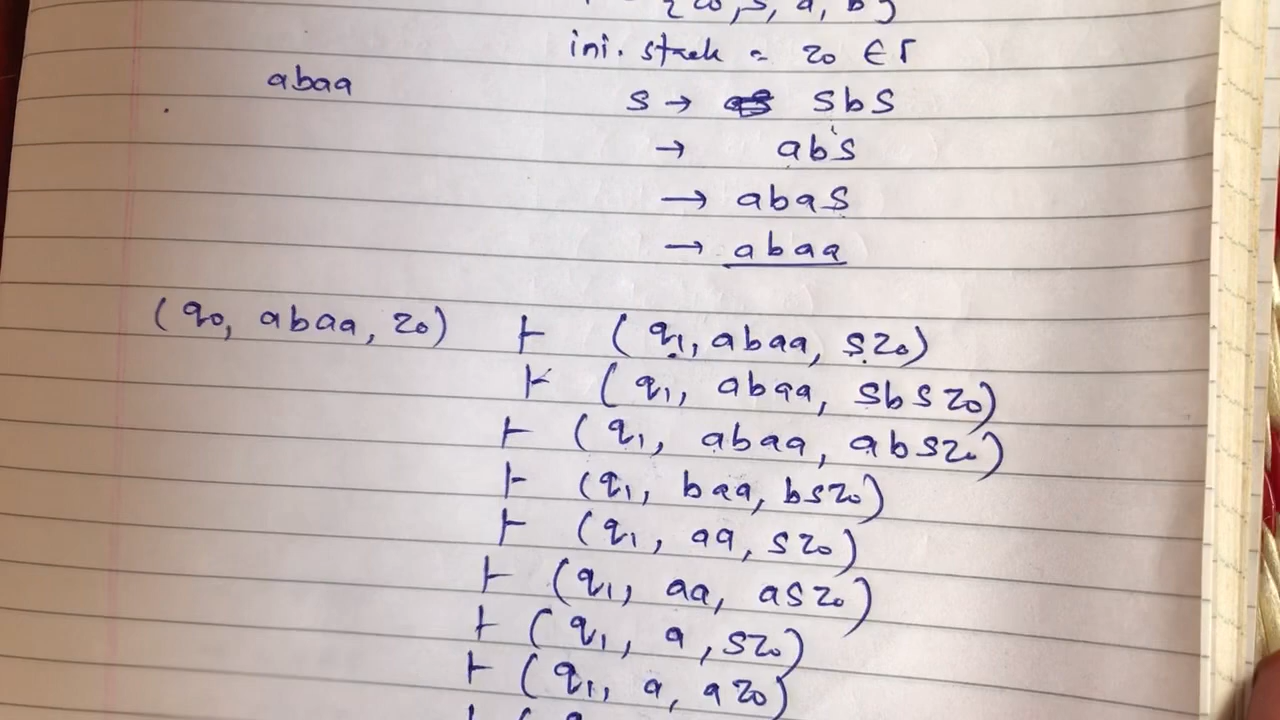 {z0, s, a, b}
ini. stack = z0 ∈ Γ
abaa
s → sbs
→ abs
→ abas
→ abaa
(q0, abaa, z0) ⊢ (q1, abaa, sz0)
⊢ (q1, abaa, sbsz0)
⊢ (q1, abaa, absz0)
⊢ (q1, baa, bsz0)
⊢ (q1, aa, sz0)
⊢ (q1, aa, asz0)
⊢ (q1, a, sz0)
⊢ (q1, a, az0)